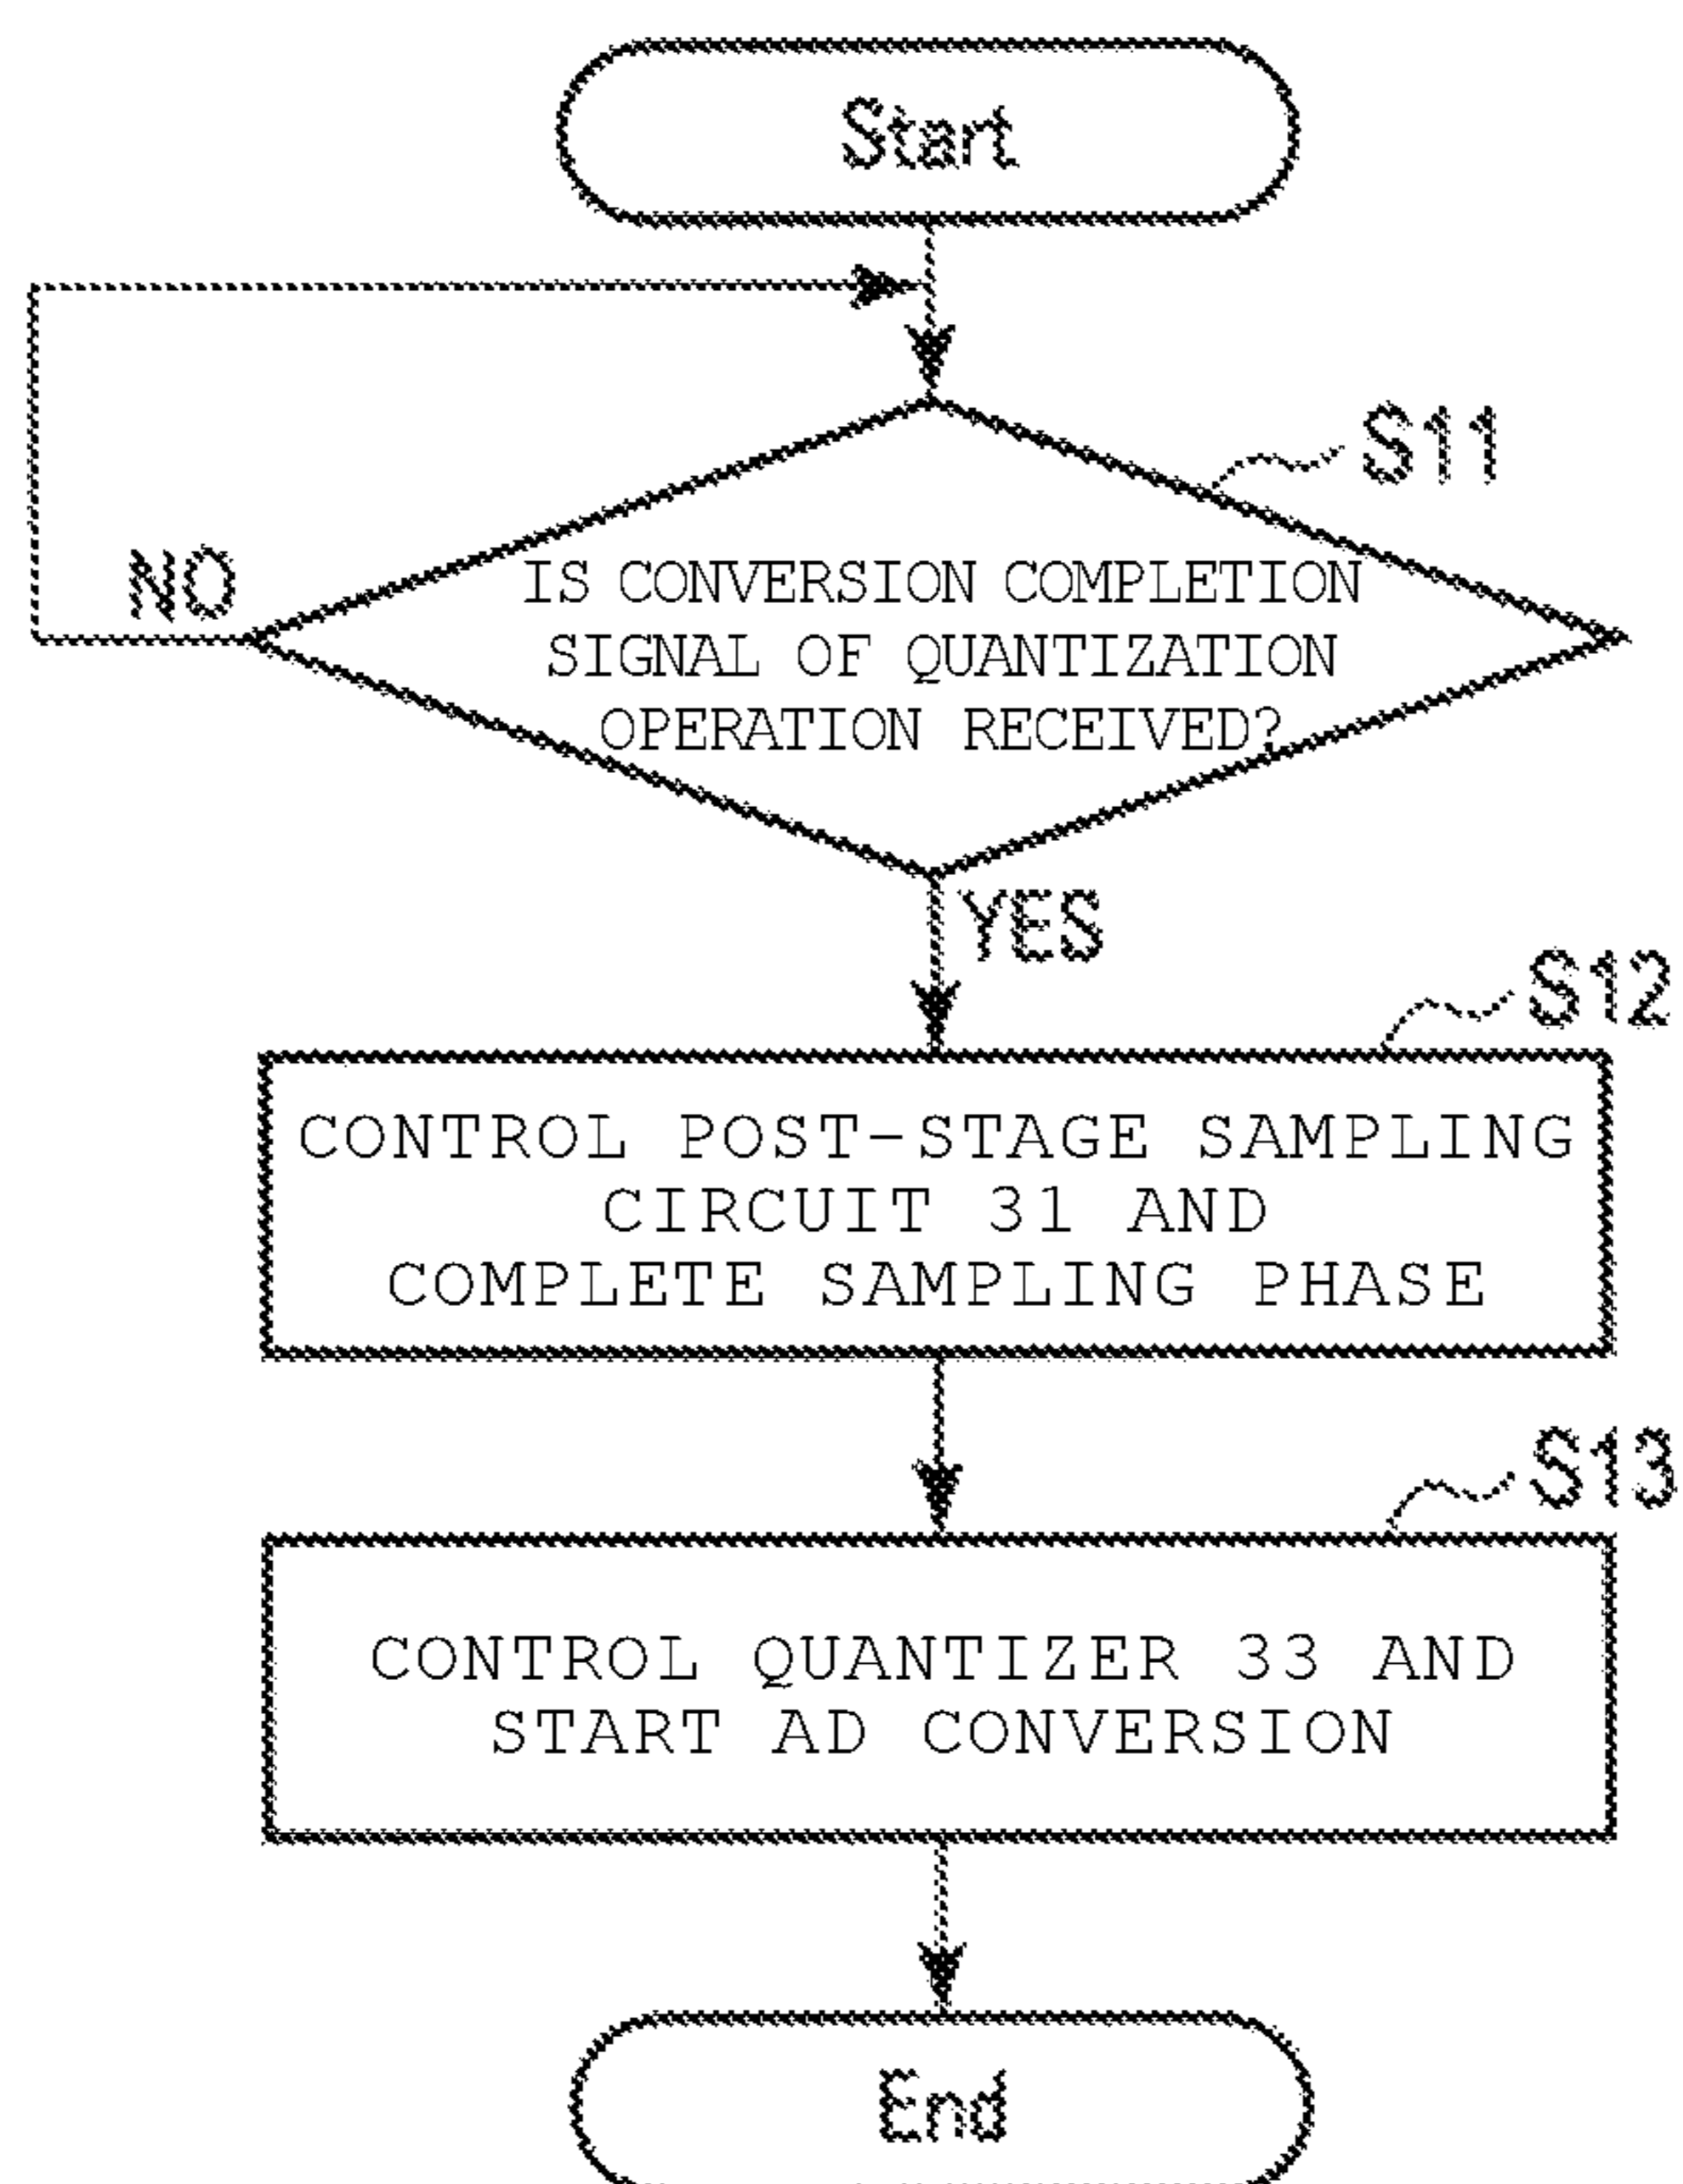 Start
S11
IS CONVERSION COMPLETION
SIGNAL OF QUANTIZATION
OPERATION RECEIVED?
NO
YES
S12
CONTROL POST-STAGE SAMPLING
CIRCUIT 31 AND
COMPLETE SAMPLING PHASE
S13
CONTROL QUANTIZER 33 AND
START AD CONVERSION
End